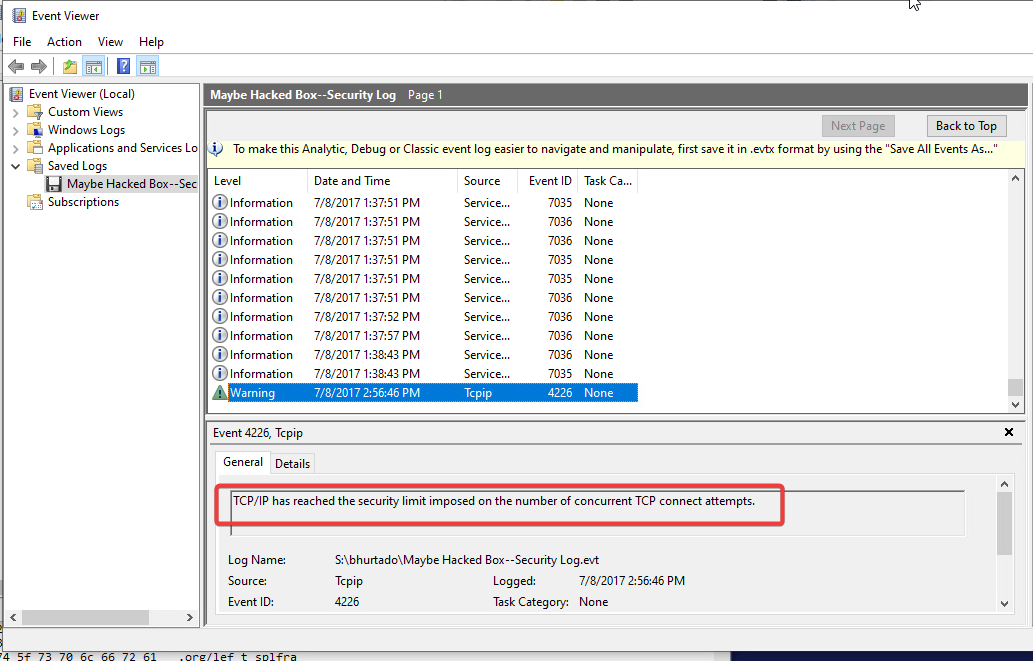 Event Viewer
File Action View Help
Event Viewer (Local)
Custom Views
Windows Logs
Applications and Services Lo
Saved Logs
Maybe Hacked Box--Sec
Subscriptions
Maybe Hacked Box--Security Log Page 1
Next Page Back to Top
To make this Analytic, Debug or Classic event log easier to navigate and manipulate, first save it in .evtx format by using the "Save All Events As..."
Level Date and Time Source Event ID Task Ca...
Information 7/8/2017 1:37:51 PM Service... 7035 None
Information 7/8/2017 1:37:51 PM Service... 7036 None
Information 7/8/2017 1:37:51 PM Service... 7036 None
Information 7/8/2017 1:37:51 PM Service... 7035 None
Information 7/8/2017 1:37:51 PM Service... 7035 None
Information 7/8/2017 1:37:51 PM Service... 7036 None
Information 7/8/2017 1:37:52 PM Service... 7036 None
Information 7/8/2017 1:37:57 PM Service... 7036 None
Information 7/8/2017 1:38:43 PM Service... 7036 None
Information 7/8/2017 1:38:43 PM Service... 7035 None
Warning 7/8/2017 2:56:46 PM Tcpip 4226 None
Event 4226, Tcpip
General Details
TCP/IP has reached the security limit imposed on the number of concurrent TCP connect attempts.
Log Name: S:\bhurtado\Maybe Hacked Box--Security Log.evt
Source: Tcpip Logged: 7/8/2017 2:56:46 PM
Event ID: 4226 Task Category: None
74 5f 73 70 6c 66 72 61 .org/lef t_splfra